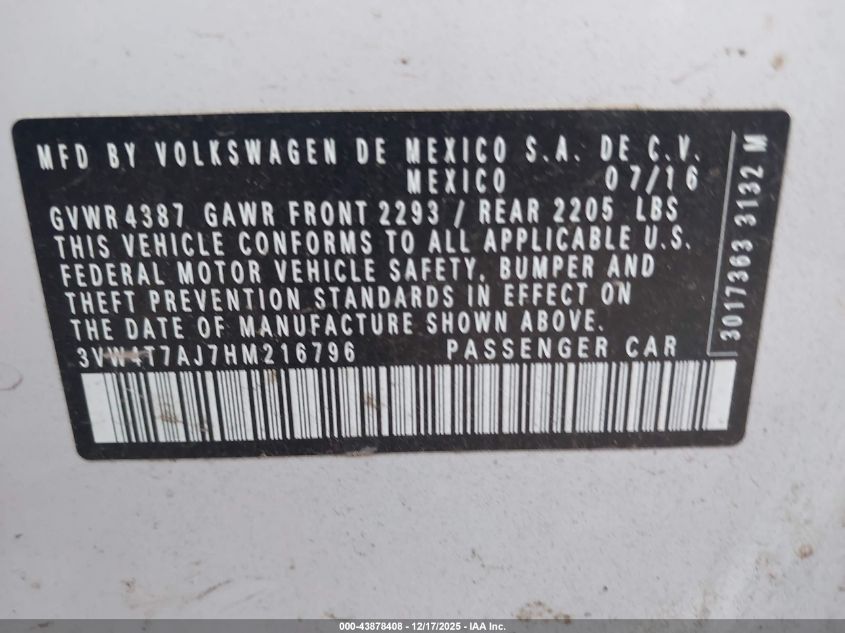 MFD BY VOLKSWAGEN DE MEXICO S.A. DE C.V.
MEXICO 07/16
GVWR 4387 GAWR FRONT 2293 / REAR 2205 LBS
THIS VEHICLE CONFORMS TO ALL APPLICABLE U.S.
FEDERAL MOTOR VEHICLE SAFETY, BUMPER AND
THEFT PREVENTION STANDARDS IN EFFECT ON
THE DATE OF MANUFACTURE SHOWN ABOVE.
3VW4T7AJ7HM216796 PASSENGER CAR
3017363 3132 M
000-43878408 - 12/17/2025 - IAA Inc.